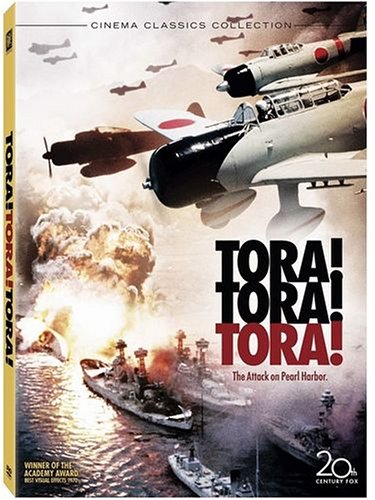 CINEMA CLASSICS COLLECTION
TORA!TORA!TORA!
TORA!
TORA!
TORA!
The Attack on Pearl Harbor.
WINNER OF THE
ACADEMY AWARD
BEST VISUAL EFFECTS 1970
20th
CENTURY FOX